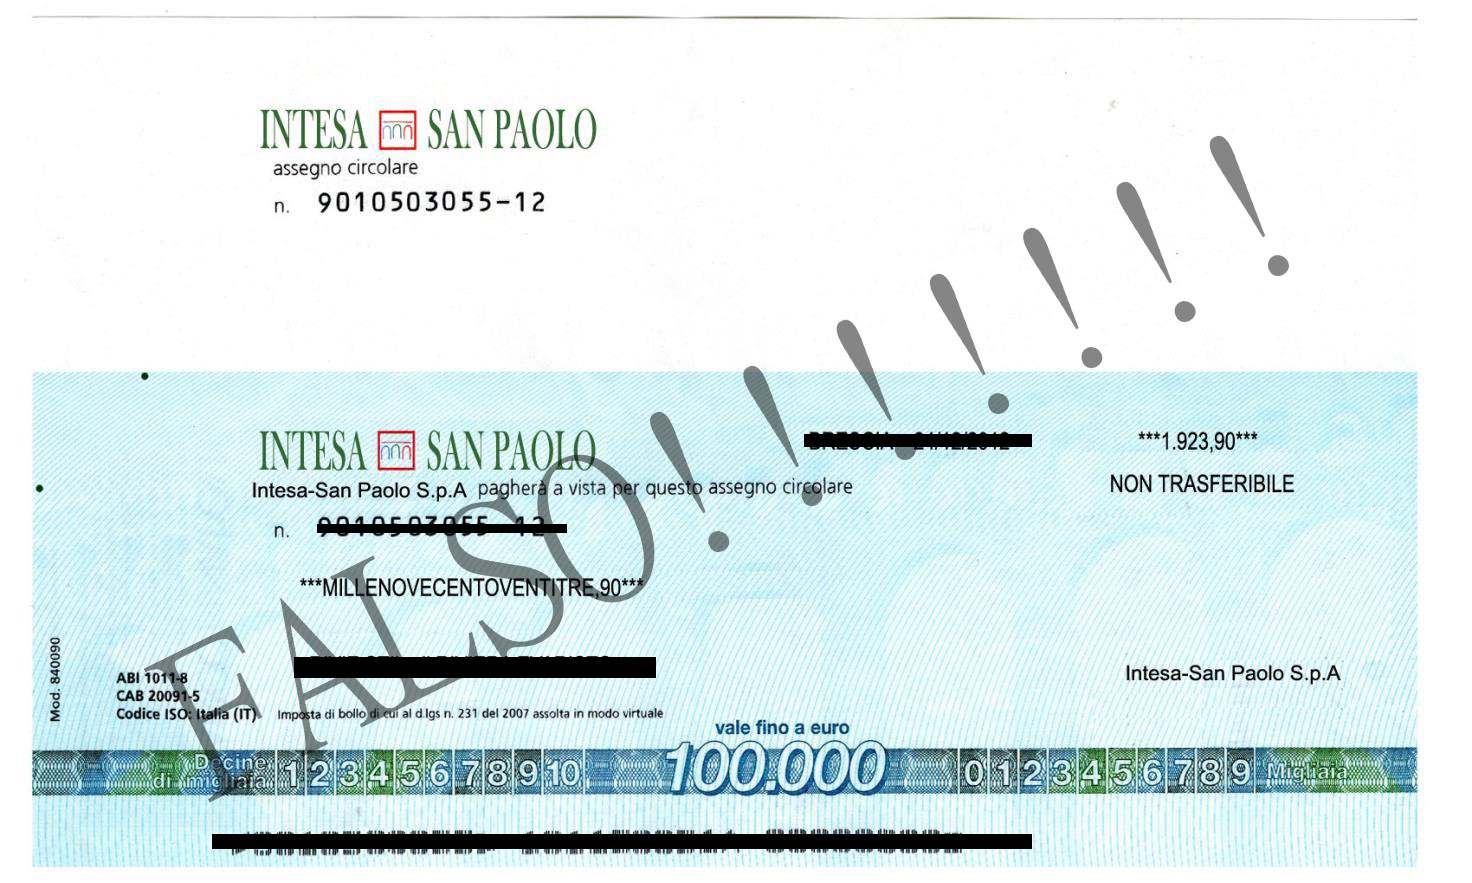 INTESA SAN PAOLO
assegno circolare
n. 9010503055-12
INTESA SAN PAOLO
***1.923,90***
Intesa-San Paolo S.p.A pagherà a vista per questo assegno circolare
NON TRASFERIBILE
n.
***MILLENOVECENTOVENTITRE,90***
FALSO!!!!!!!
Mod. 840090
ABI 1011-8
CAB 20091-5
Codice ISO: Italia (IT)
Imposta di bollo di cui al d.lgs n. 231 del 2007 assolta in modo virtuale
Intesa-San Paolo S.p.A
vale fino a euro
Decine di migliaia 1 2 3 4 5 6 7 8 9 10 100.000 0 1 2 3 4 5 6 7 8 9 Migliaia